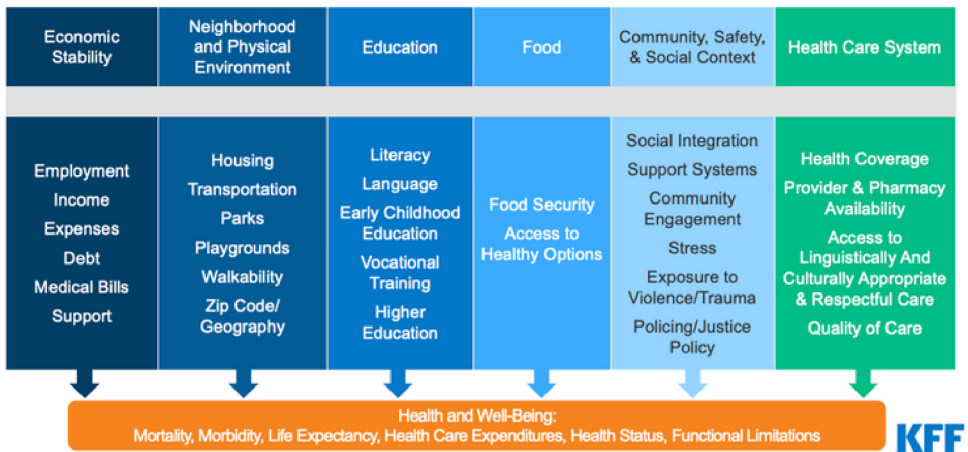 Economic
Stability
Neighborhood
and Physical
Environment
Education
Food
Community, Safety,
& Social Context
Health Care System
Employment
Income
Expenses
Debt
Medical Bills
Support
Housing
Transportation
Parks
Playgrounds
Walkability
Zip Code/
Geography
Literacy
Language
Early Childhood
Education
Vocational
Training
Higher
Education
Food Security
Access to
Healthy Options
Social Integration
Support Systems
Community
Engagement
Stress
Exposure to
Violence/Trauma
Policing/Justice
Policy
Health Coverage
Provider & Pharmacy
Availability
Access to
Linguistically And
Culturally Appropriate
& Respectful Care
Quality of Care
Health and Well-Being:
Mortality, Morbidity, Life Expectancy, Health Care Expenditures, Health Status, Functional Limitations
KFF